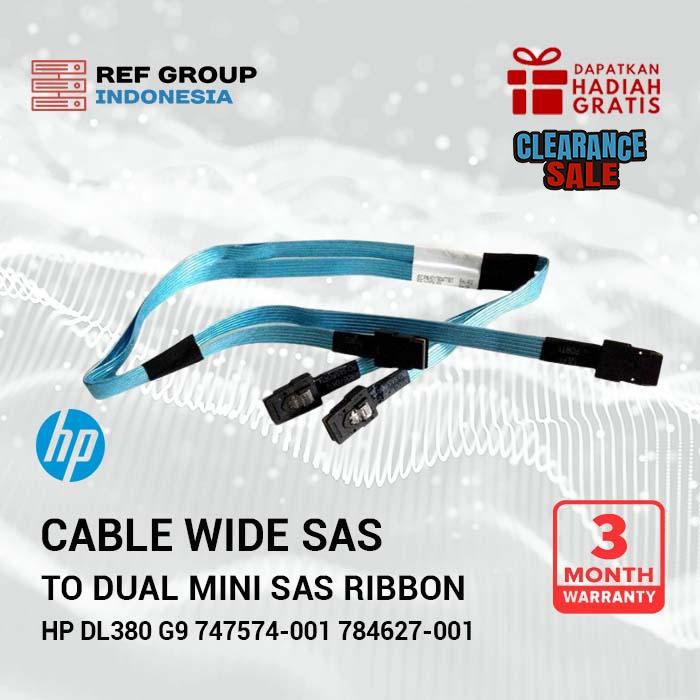 REF GROUP
INDONESIA
DAPATKAN
HADIAH
GRATIS
CLEARANCE
SALE
hp
CABLE WIDE SAS
TO DUAL MINI SAS RIBBON
HP DL380 G9 747574-001 784627-001
3
MONTH
WARRANTY